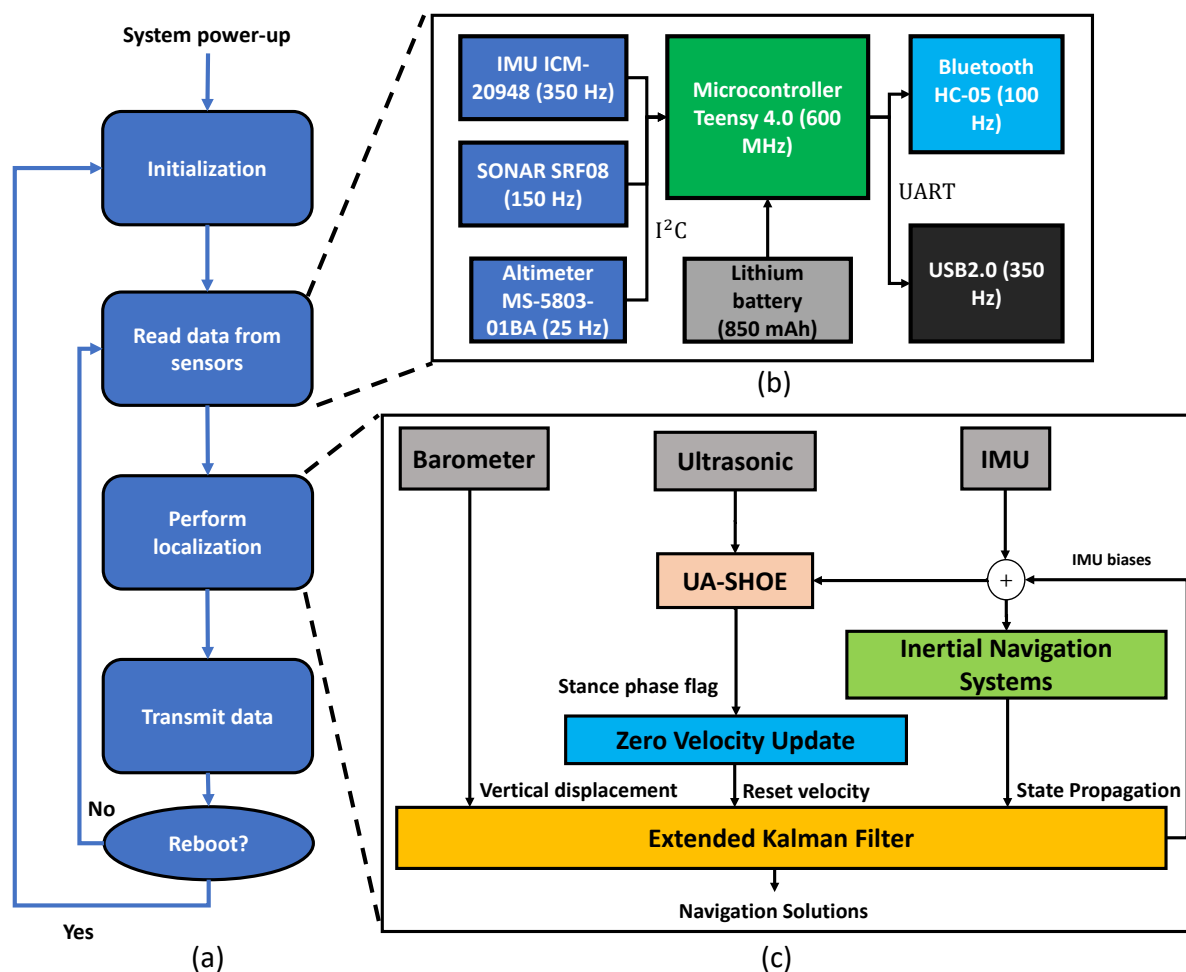 System power-up
Initialization
Read data from
sensors
Perform
localization
Transmit data
No
Reboot?
Yes
(a)
IMU ICM-
20948 (350 Hz)
SONAR SRF08
(150 Hz)
Altimeter
MS-5803-
01BA (25 Hz)
I²C
Microcontroller
Teensy 4.0 (600
MHz)
Lithium
battery
(850 mAh)
Bluetooth
HC-05 (100
Hz)
UART
USB2.0 (350
Hz)
(b)
Barometer
Ultrasonic
IMU
UA-SHOE
+
IMU biases
Inertial Navigation
Systems
Stance phase flag
Zero Velocity Update
Vertical displacement
Reset velocity
State Propagation
Extended Kalman Filter
Navigation Solutions
(c)